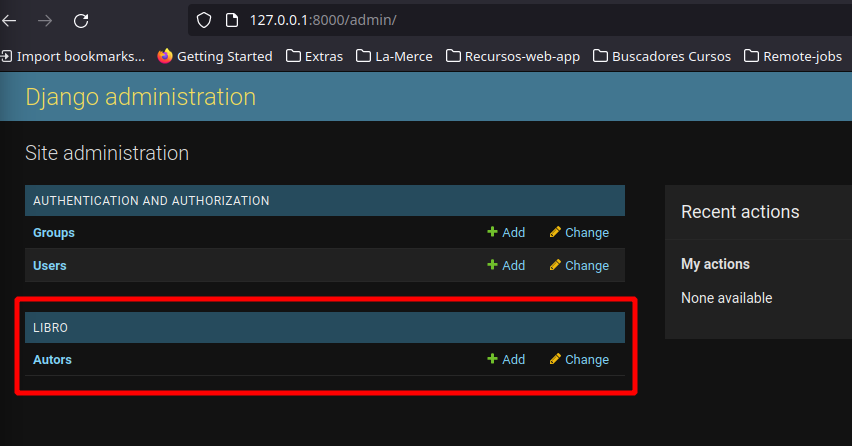 127.0.0.1:8000/admin/
Import bookmarks... Getting Started Extras La-Merce Recursos-web-app Buscadores Cursos Remote-jobs
Django administration
Site administration
AUTHENTICATION AND AUTHORIZATION
Groups Add Change
Users Add Change
LIBRO
Autors Add Change
Recent actions
My actions
None available